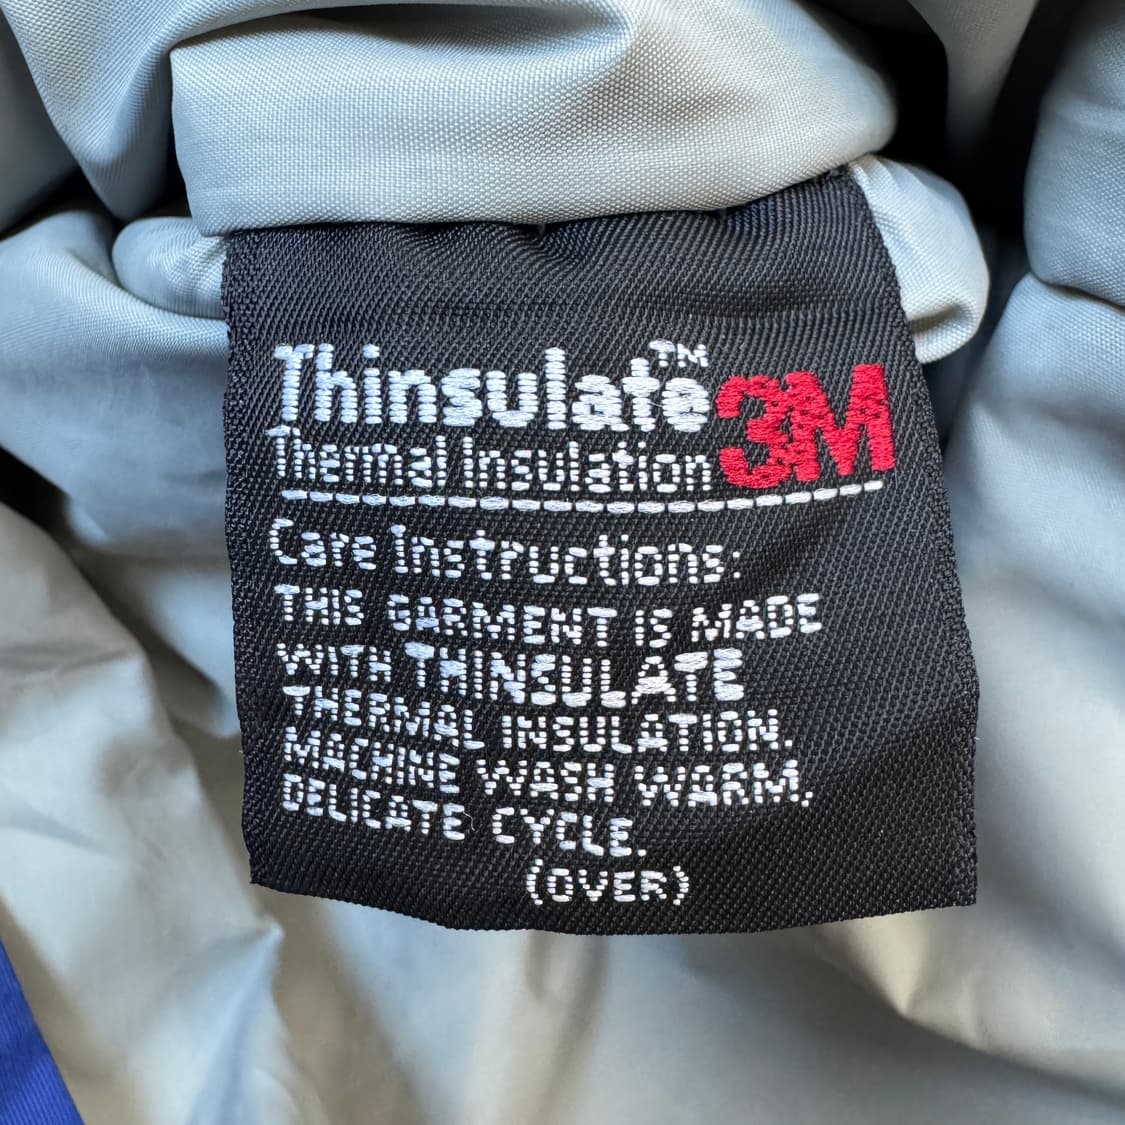 Thinsulate™ 3M
Thermal Insulation
Care Instructions:
THIS GARMENT IS MADE
WITH THINSULATE
THERMAL INSULATION.
MACHINE WASH WARM,
DELICATE CYCLE.
(OVER)